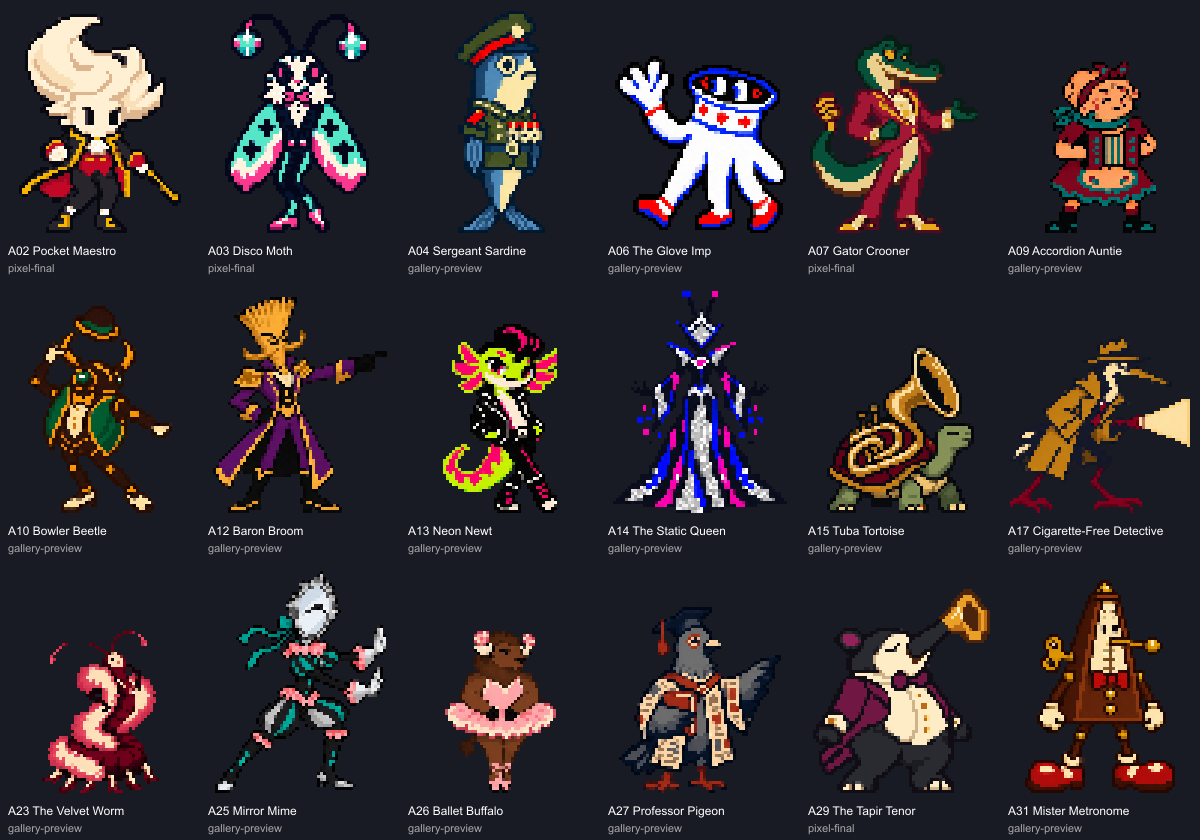 A02 Pocket Maestro
pixel-final
A03 Disco Moth
pixel-final
A04 Sergeant Sardine
gallery-preview
A06 The Glove Imp
gallery-preview
A07 Gator Crooner
pixel-final
A09 Accordion Auntie
gallery-preview
A10 Bowler Beetle
gallery-preview
A12 Baron Broom
gallery-preview
A13 Neon Newt
gallery-preview
A14 The Static Queen
gallery-preview
A15 Tuba Tortoise
gallery-preview
A17 Cigarette-Free Detective
gallery-preview
A23 The Velvet Worm
gallery-preview
A25 Mirror Mime
gallery-preview
A26 Ballet Buffalo
gallery-preview
A27 Professor Pigeon
gallery-preview
A29 The Tapir Tenor
pixel-final
A31 Mister Metronome
gallery-preview